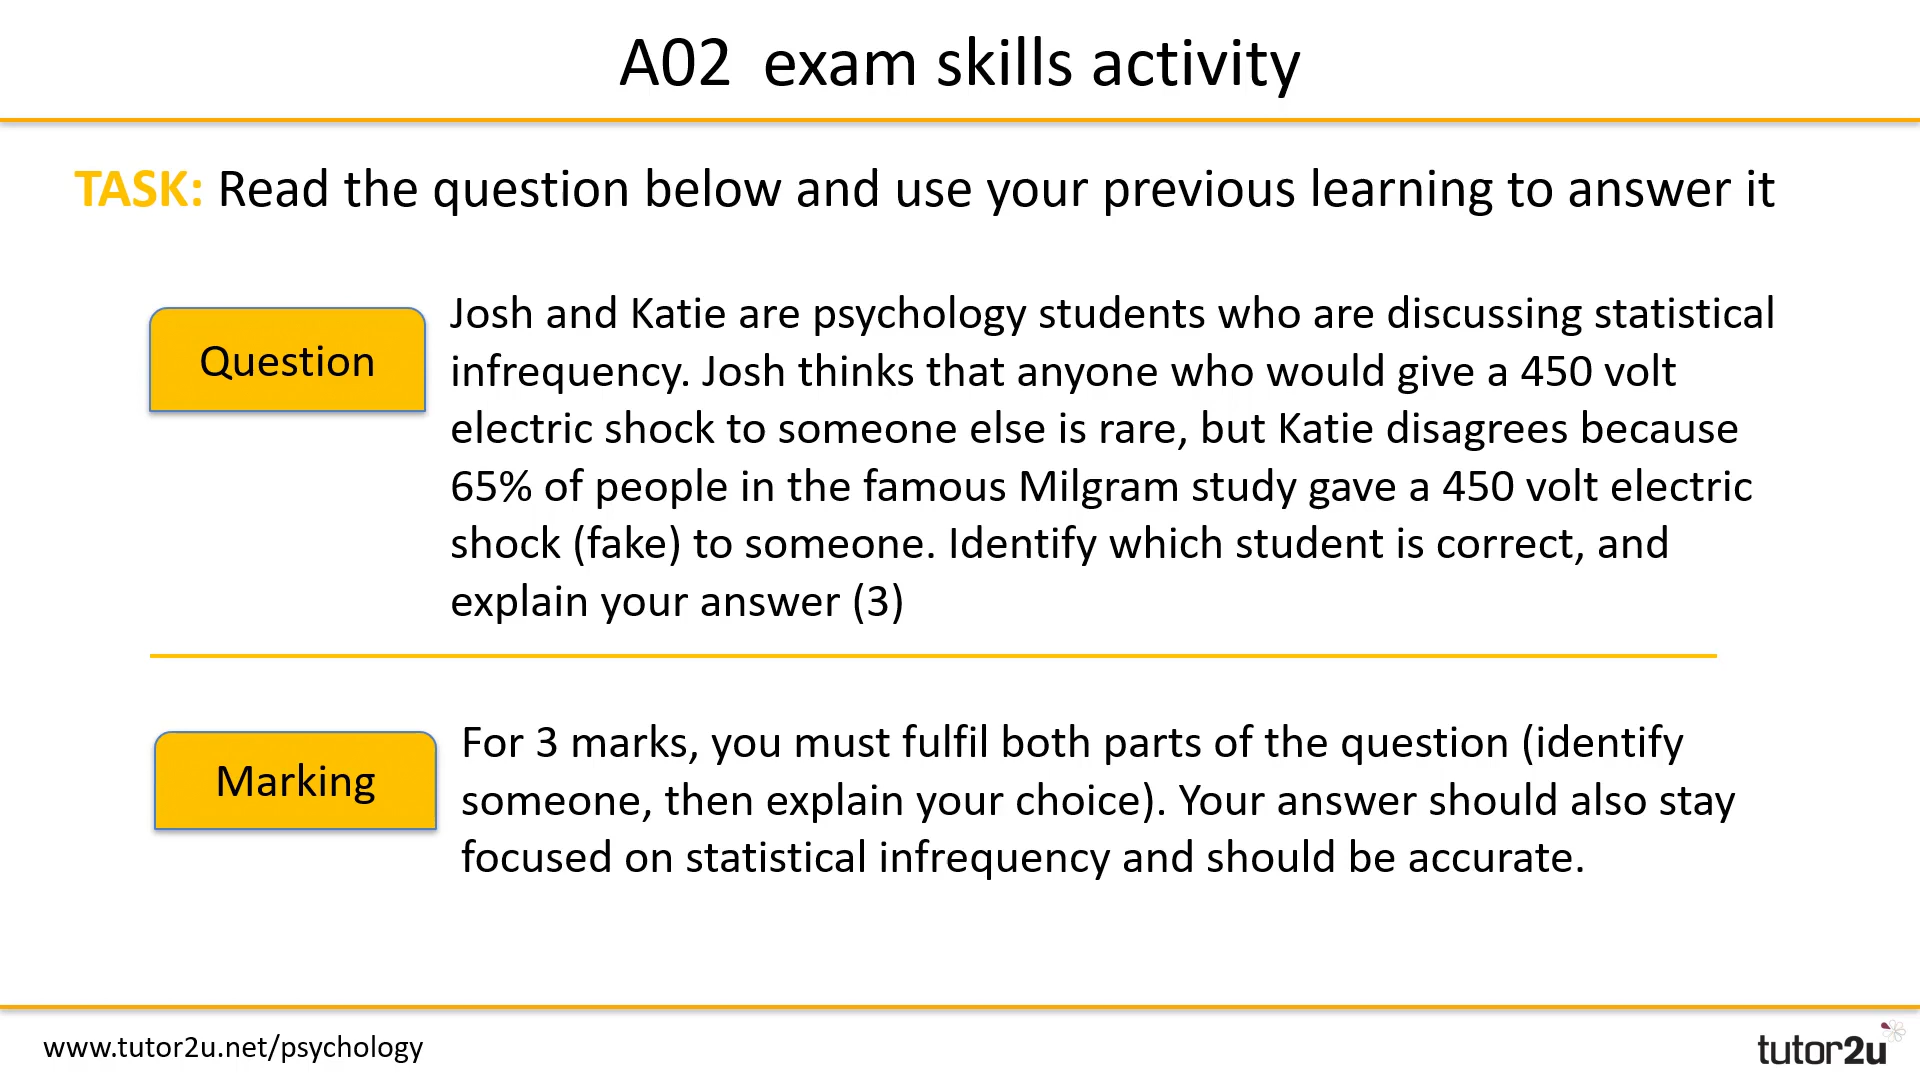 A02  exam skills activity
TASK: Read the question below and use your previous learning to answer it
Question
Josh and Katie are psychology students who are discussing statistical
infrequency. Josh thinks that anyone who would give a 450 volt
electric shock to someone else is rare, but Katie disagrees because
65% of people in the famous Milgram study gave a 450 volt electric
shock (fake) to someone. Identify which student is correct, and
explain your answer (3)
Marking
For 3 marks, you must fulfil both parts of the question (identify
someone, then explain your choice). Your answer should also stay
focused on statistical infrequency and should be accurate.
www.tutor2u.net/psychology
tutor2u